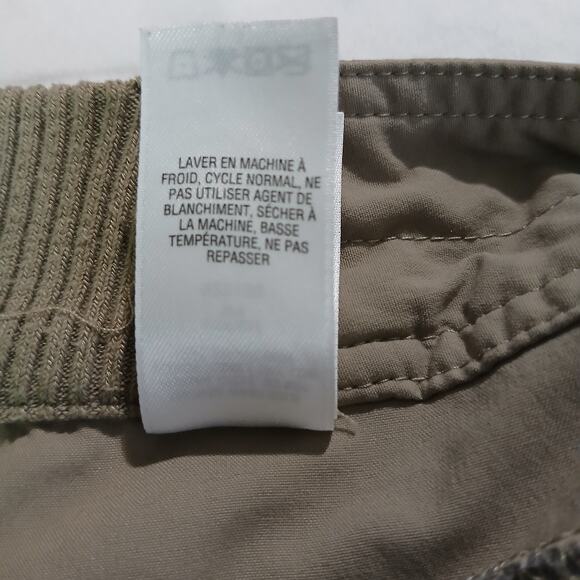 LAVER EN MACHINE À
FROID, CYCLE NORMAL, NE
PAS UTILISER AGENT DE
BLANCHIMENT, SÉCHER À
LA MACHINE, BASSE
TEMPÉRATURE, NE PAS
REPASSER